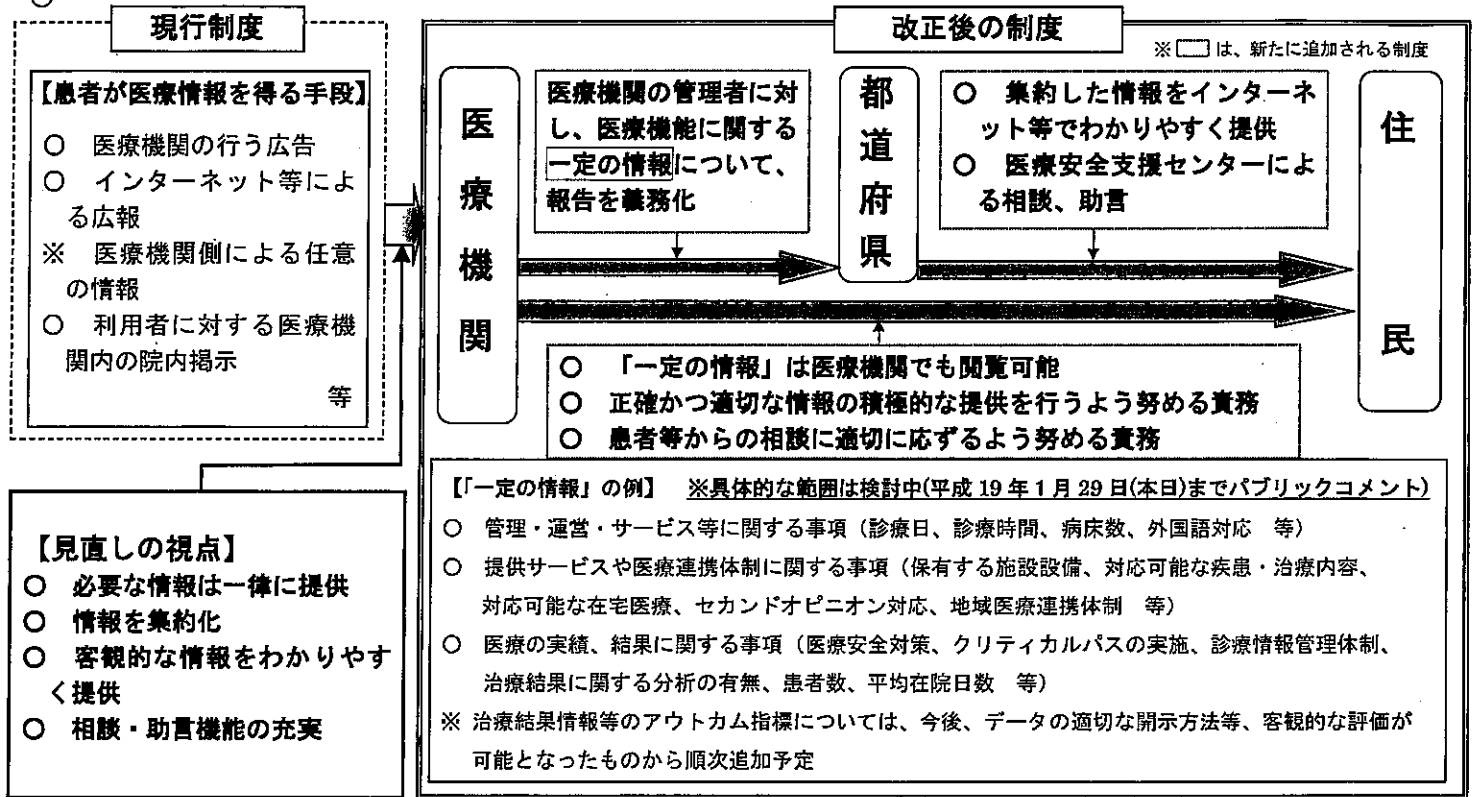 ○
現行制度
【患者が医療情報を得る手段】
○ 医療機関の行う広告
○ インターネット等によ
る広報
※ 医療機関側による任意
の情報
○ 利用者に対する医療機
関内の院内掲示
等
【見直しの視点】
○ 必要な情報は一律に提供
○ 情報を集約化
○ 客観的な情報をわかりやす
く提供
○ 相談・助言機能の充実
改正後の制度
※□は、新たに追加される制度
医療機関
医療機関の管理者に対
し、医療機能に関する
一定の情報について、
報告を義務化
都道府県
○ 集約した情報をインターネ
ット等でわかりやすく提供
○ 医療安全支援センターによ
る相談、助言
住民
○ 「一定の情報」は医療機関でも閲覧可能
○ 正確かつ適切な情報の積極的な提供を行うよう努める責務
○ 患者等からの相談に適切に応ずるよう努める責務
【「一定の情報」の例】 ※具体的な範囲は検討中(平成19年1月29日(本日)までパブリックコメント)
○ 管理・運営・サービス等に関する事項(診療日、診療時間、病床数、外国語対応 等)
○ 提供サービスや医療連携体制に関する事項(保有する施設設備、対応可能な疾患・治療内容、
対応可能な在宅医療、セカンドオピニオン対応、地域医療連携体制 等)
○ 医療の実績、結果に関する事項(医療安全対策、クリティカルパスの実施、診療情報管理体制、
治療結果に関する分析の有無、患者数、平均在院日数 等)
※ 治療結果情報等のアウトカム指標については、今後、データの適切な開示方法等、客観的な評価が
可能となったものから順次追加予定